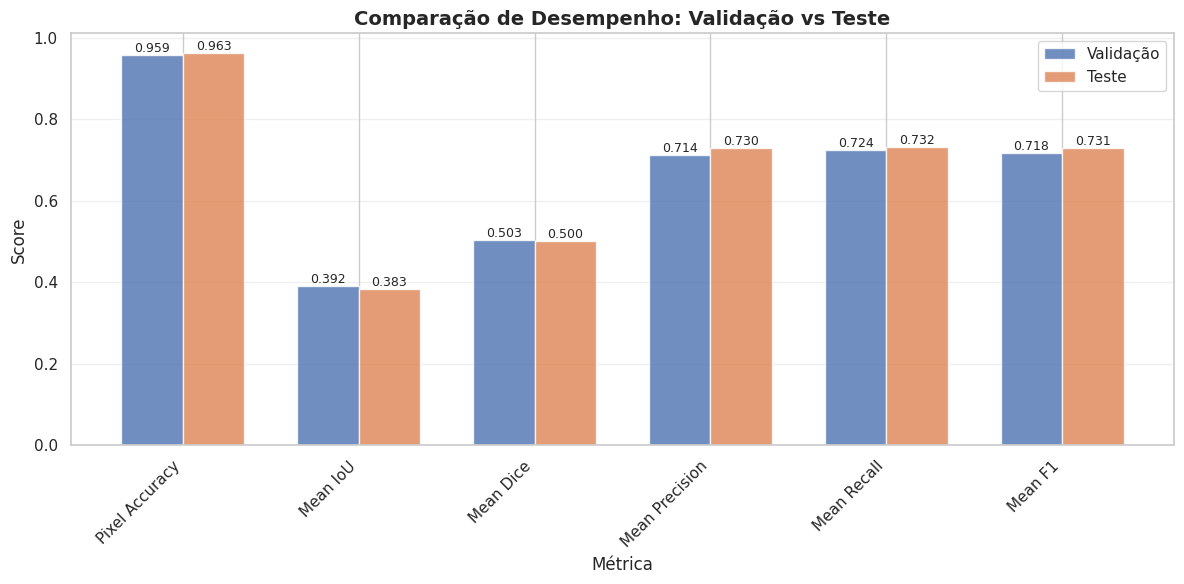 Comparação de Desempenho: Validação vs Teste
Validação
Teste
Score
1.0
0.8
0.6
0.4
0.2
0.0
0.959
0.963
0.392
0.383
0.503
0.500
0.714
0.730
0.724
0.732
0.718
0.731
Pixel Accuracy
Mean IoU
Mean Dice
Mean Precision
Mean Recall
Mean F1
Métrica